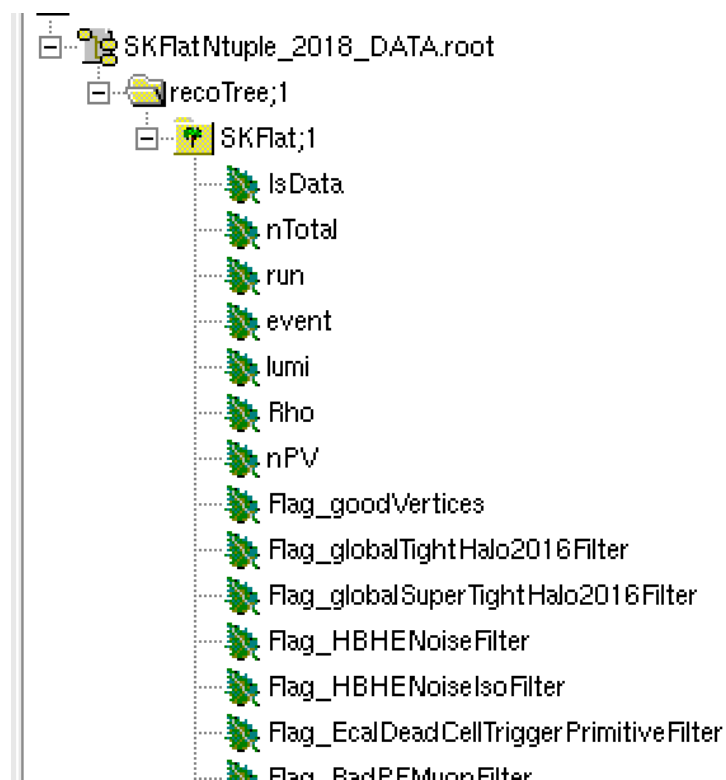 SKFlatNtuple_2018_DATA.root
recoTree;1
SKFlat;1
IsData
nTotal
run
event
lumi
Rho
nPV
Flag_goodVertices
Flag_globalTightHalo2016Filter
Flag_globalSuperTightHalo2016Filter
Flag_HBHENoiseFilter
Flag_HBHENoiseIsoFilter
Flag_EcalDeadCellTriggerPrimitiveFilter
Flag_BadPFMuonFilter